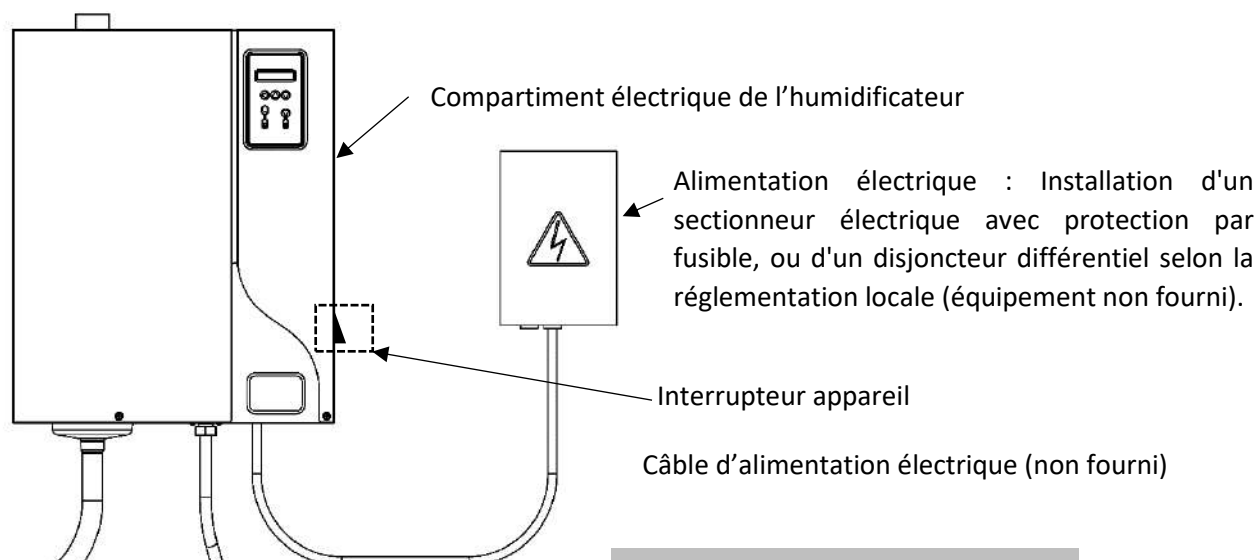 Compartiment électrique de l’humidificateur
Alimentation électrique : Installation d'un
sectionneur électrique avec protection par
fusible, ou d'un disjoncteur différentiel selon la
réglementation locale (équipement non fourni).
Interrupteur appareil
Câble d’alimentation électrique (non fourni)